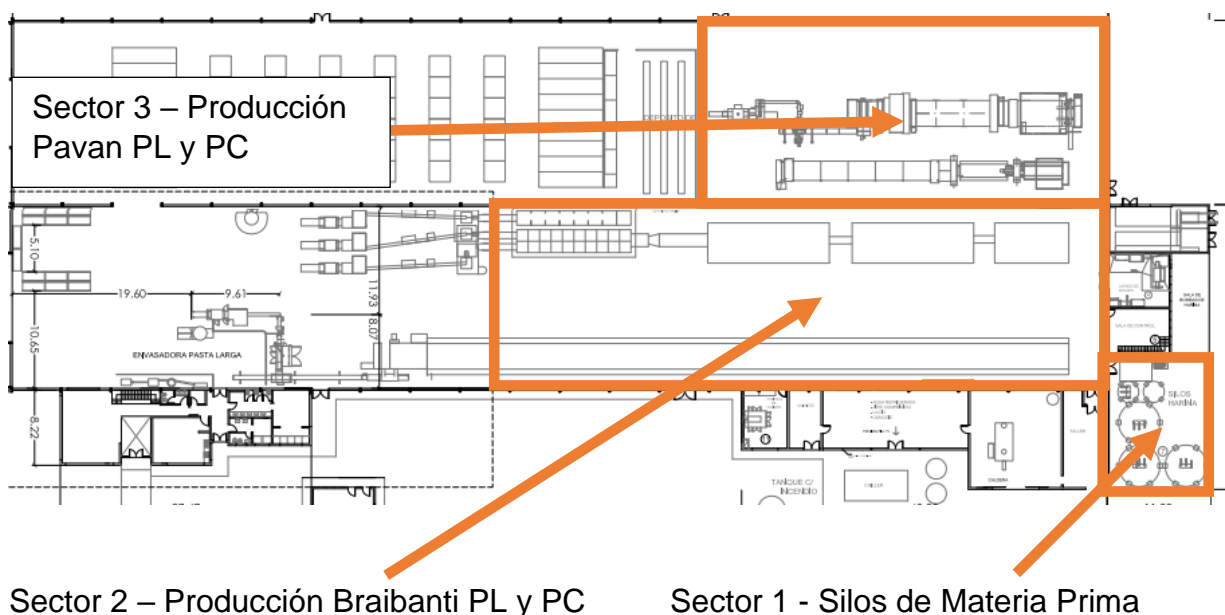 Sector 3 – Producción
Pavan PL y PC
5.10
19.60
9.61
11.93
18.07
10.65
ENVASADORA PASTA LARGA
8.22
SALA DE CONTROL
SILOS
HARINA
TALLER
CALDERA
TANQUE C/
INCENDIO
CHILLER
Sector 2 – Producción Braibanti PL y PC
Sector 1 - Silos de Materia Prima